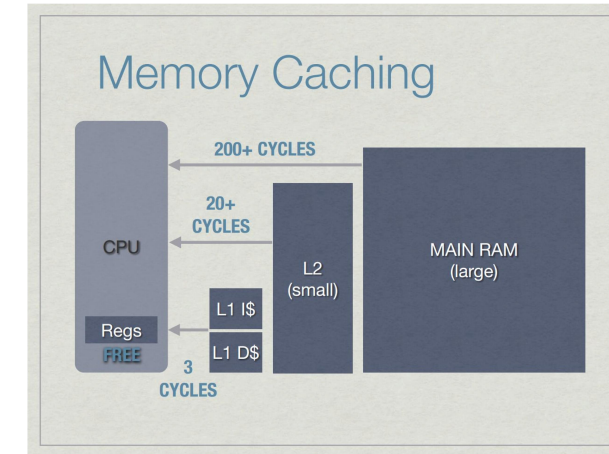 Memory Caching
200+ CYCLES
20+
CYCLES
CPU
MAIN RAM
(large)
L2
(small)
L1 I$
Regs
L1 D$
FREE
3
CYCLES